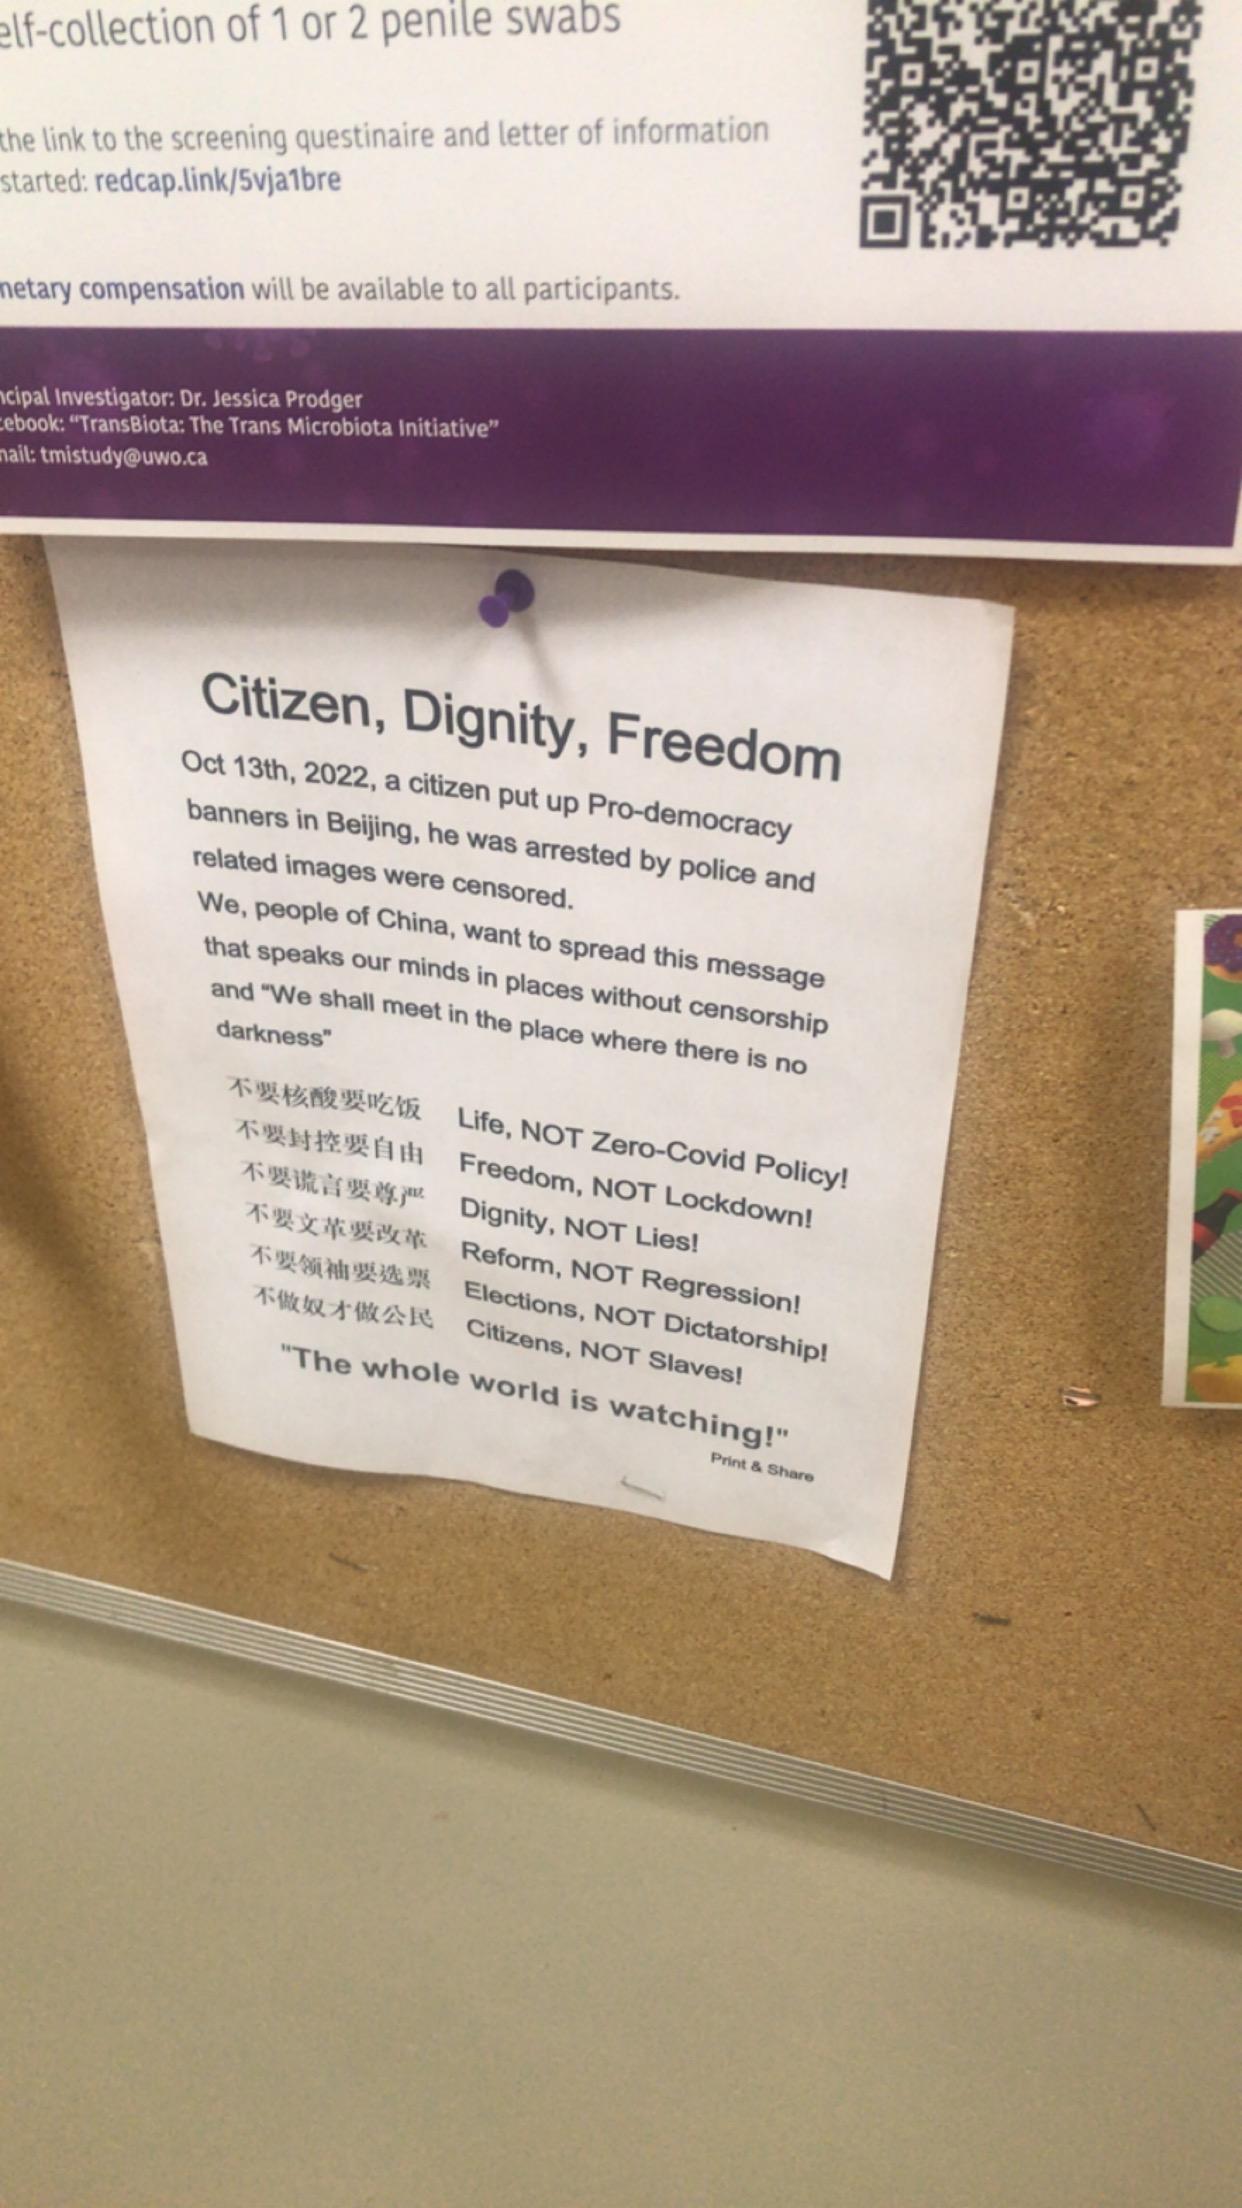 elf-collection of 1 or 2 penile swabs
the link to the screening questinaire and letter of information
started: redcap.link/5vja1bre
netary compensation will be available to all participants.
ncipal Investigator: Dr. Jessica Prodger
cebook: “TransBiota: The Trans Microbiota Initiative”
nail: tmistudy@uwo.ca
Citizen, Dignity, Freedom
Oct 13th, 2022, a citizen put up Pro-democracy
banners in Beijing, he was arrested by police and
related images were censored.
We, people of China, want to spread this message
that speaks our minds in places without censorship
and “We shall meet in the place where there is no
darkness”
不要核酸要吃饭 Life, NOT Zero-Covid Policy!
不要封控要自由 Freedom, NOT Lockdown!
不要谎言要尊严 Dignity, NOT Lies!
不要文革要改革 Reform, NOT Regression!
不要领袖要选票 Elections, NOT Dictatorship!
不做奴才做公民 Citizens, NOT Slaves!
"The whole world is watching!"
Print & Share